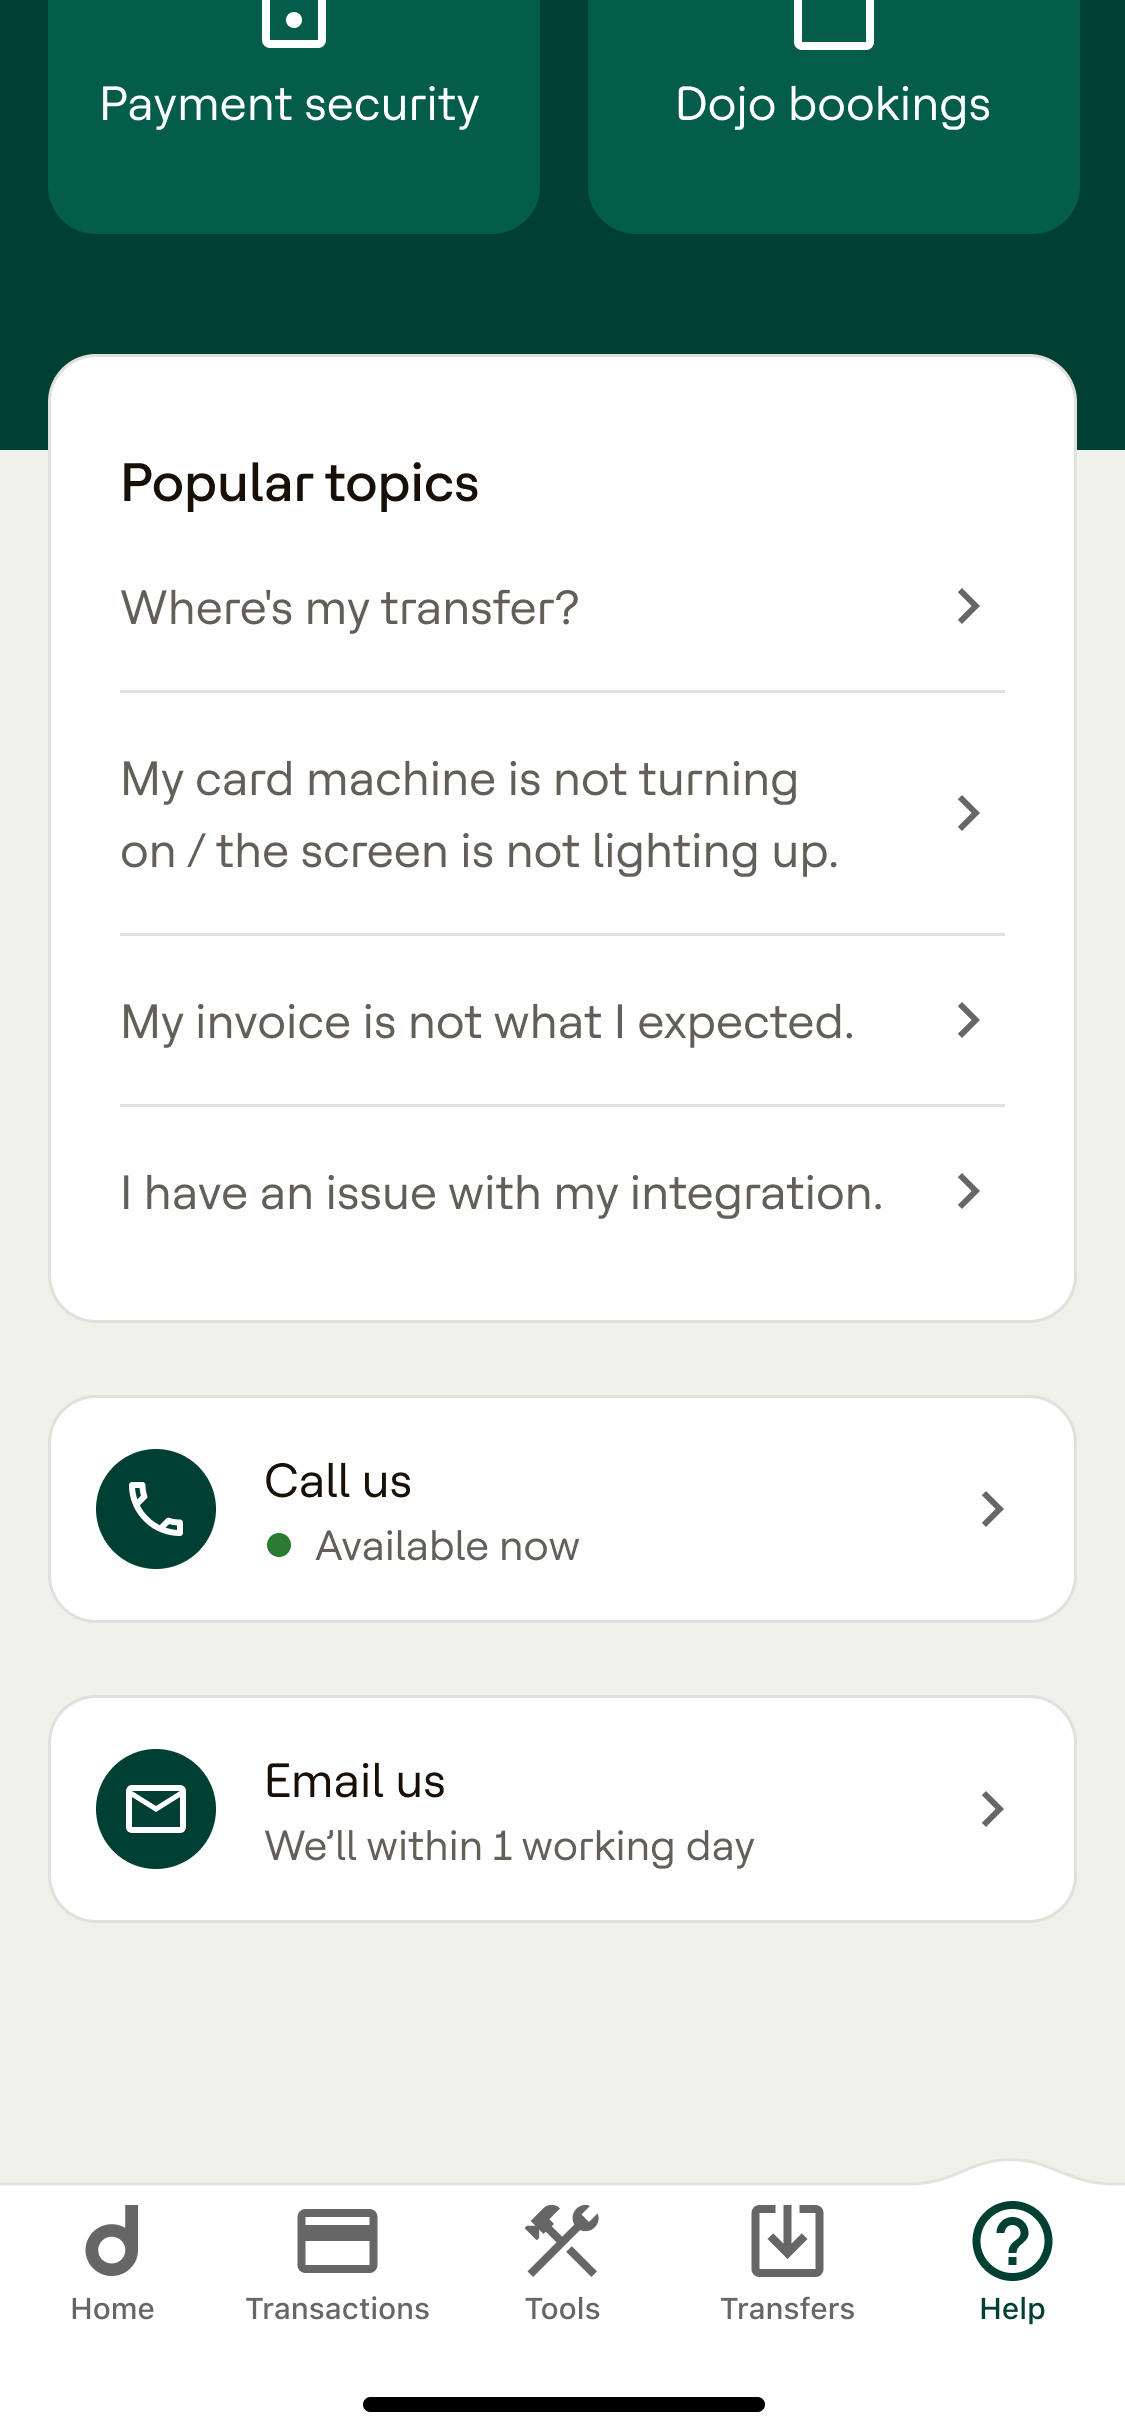 Payment security
Dojo bookings
Popular topics
Where's my transfer?
My card machine is not turning
on / the screen is not lighting up.
My invoice is not what I expected.
I have an issue with my integration.
Call us
Available now
Email us
We’ll within 1 working day
Home
Transactions
Tools
Transfers
Help